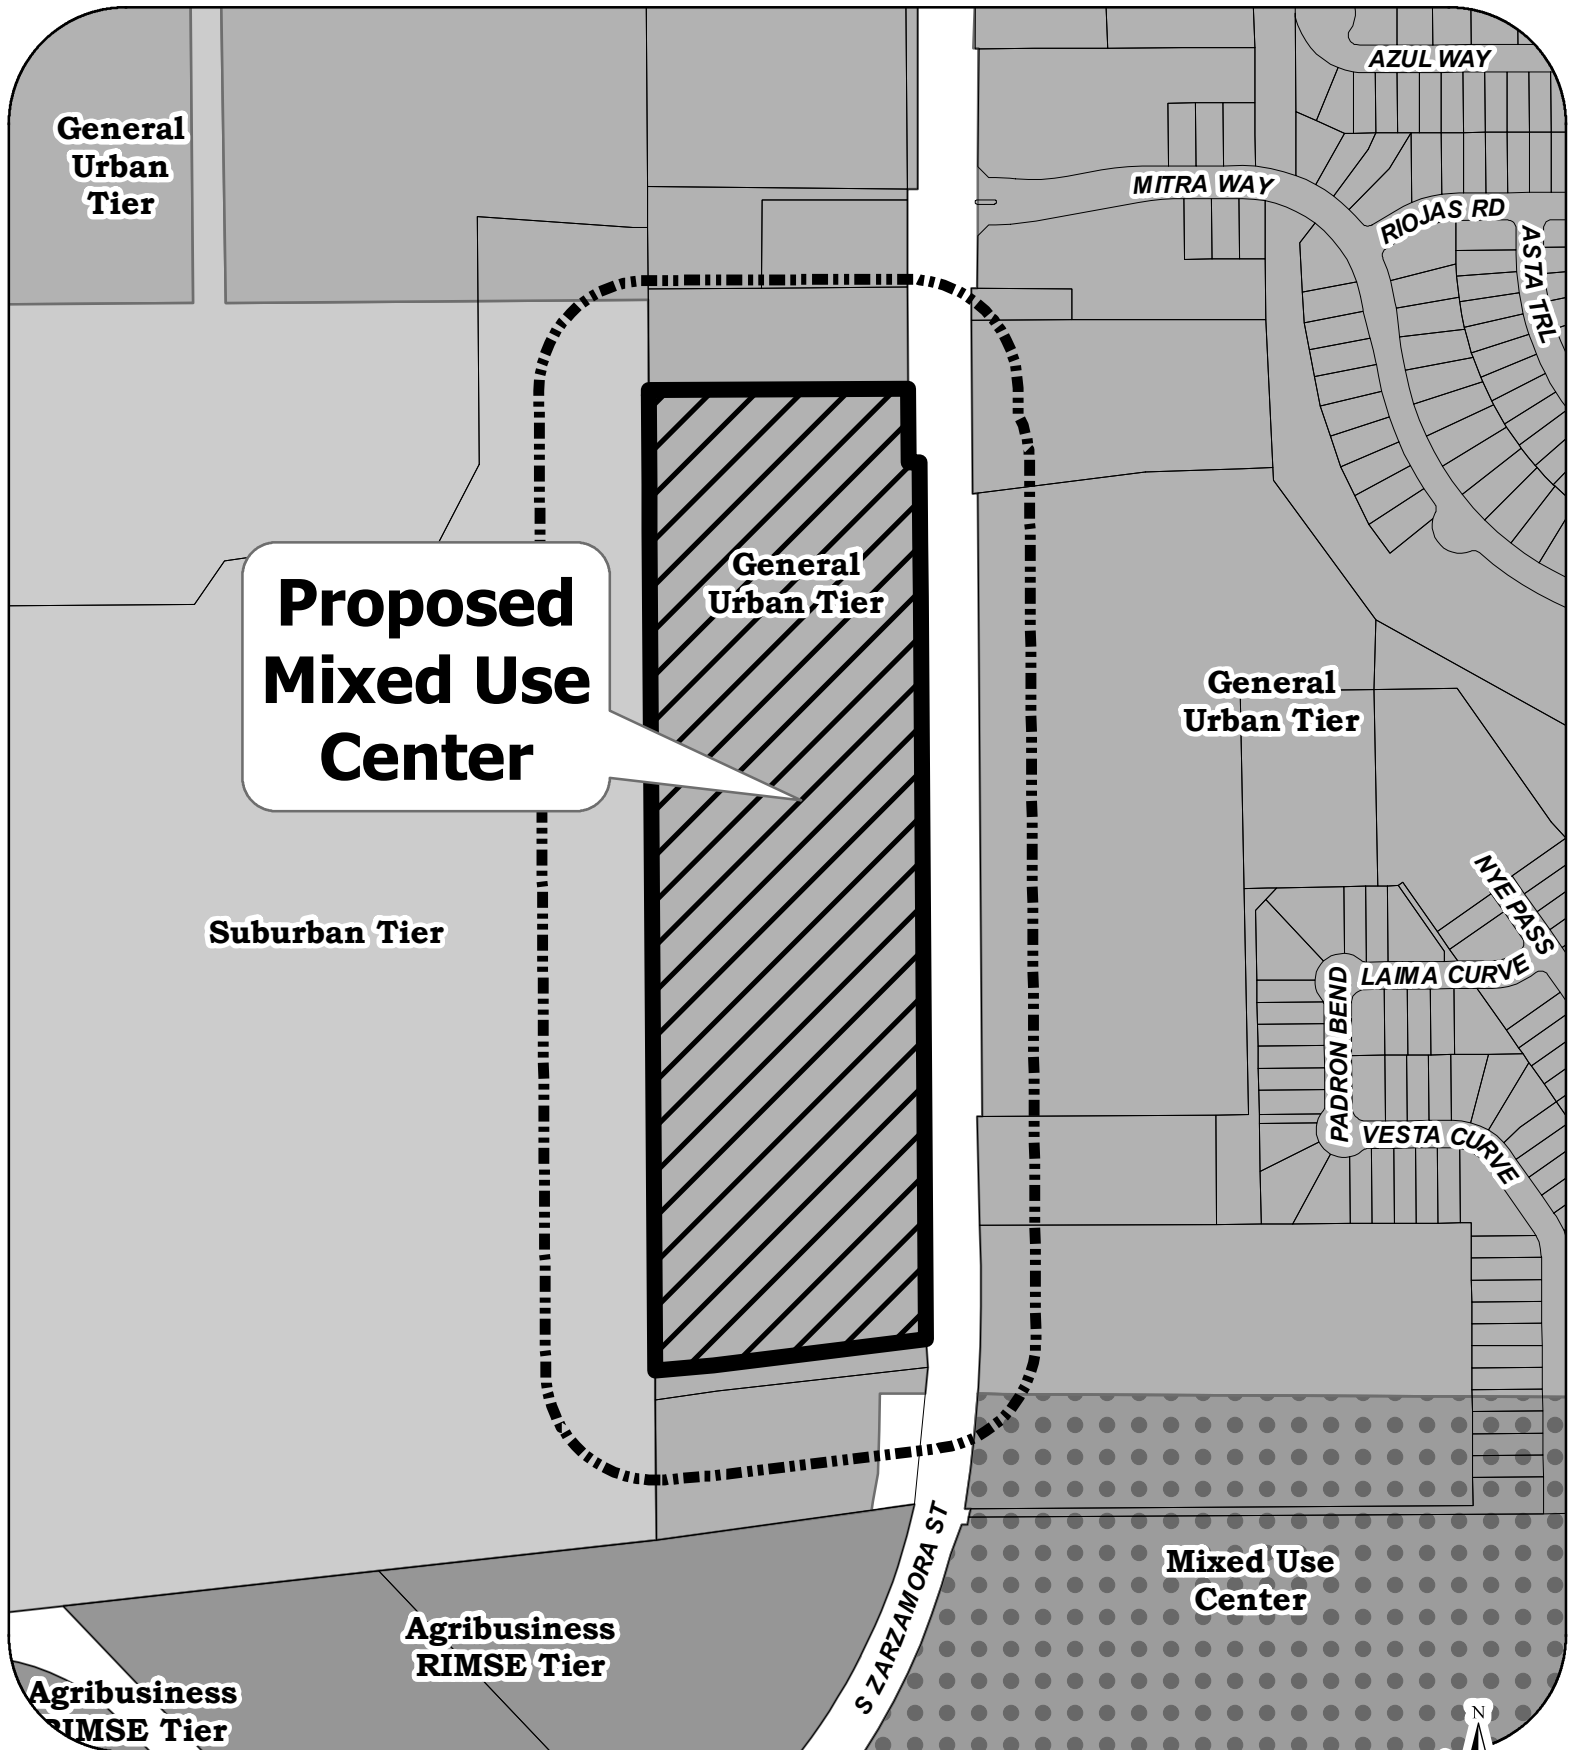 AZUL WAY
General
Urban
Tier
MITRA WAY
RIOJAS RD
ASTA TRL
General
Urban Tier
Proposed
Mixed Use
Center
General
Urban Tier
NYE PASS
Suburban Tier
LAIMA CURVE
PADRON BEND
VESTA CURVE
S ZARZAMORA ST
Mixed Use
Center
Agribusiness
RIMSE Tier
Agribusiness
RIMSE Tier
N